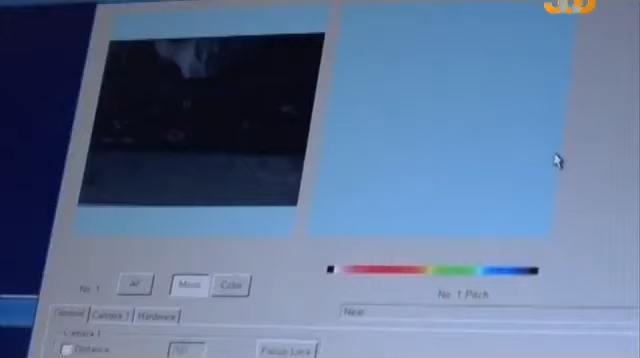 No. 1 AF Mono Color
No. 1 Pitch
General Camera 1 Hardware
Near
Camera 1
Distance Focus Lock